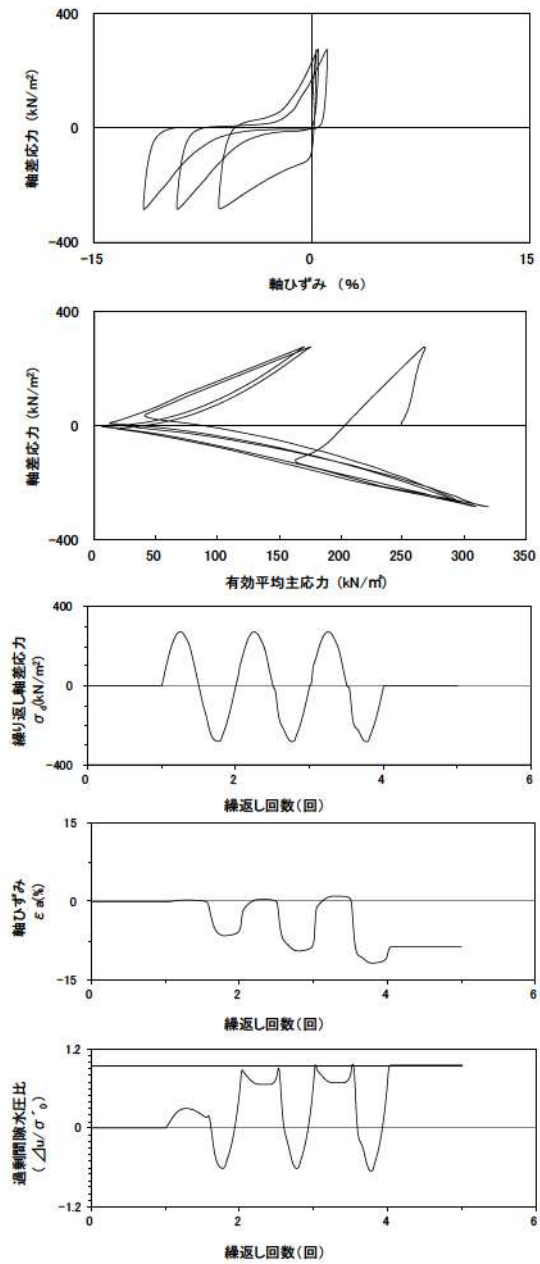 400
0
-400
軸差応力 (kN/m²)
-15
0
15
軸ひずみ (%)
400
0
-400
軸差応力 (kN/m²)
0
50
100
150
200
250
300
350
有効平均主応力 (kN/㎡)
400
0
-400
繰り返し軸差応力
σd(kN/m²)
0
2
4
6
繰返し回数(回)
15
0
-15
軸ひずみ
εa(%)
0
2
4
6
繰返し回数(回)
1.2
0
-1.2
過剰間隙水圧比
(⊿u/σ´0)
0
2
4
6
繰返し回数(回)